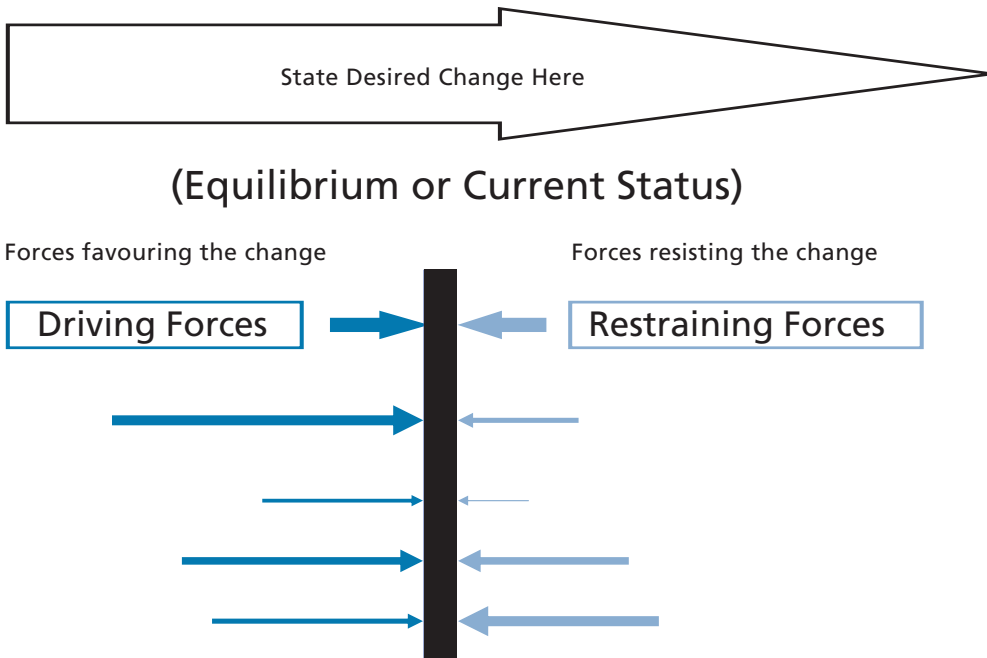 State Desired Change Here
(Equilibrium or Current Status)
Forces favouring the change
Forces resisting the change
Driving Forces
Restraining Forces